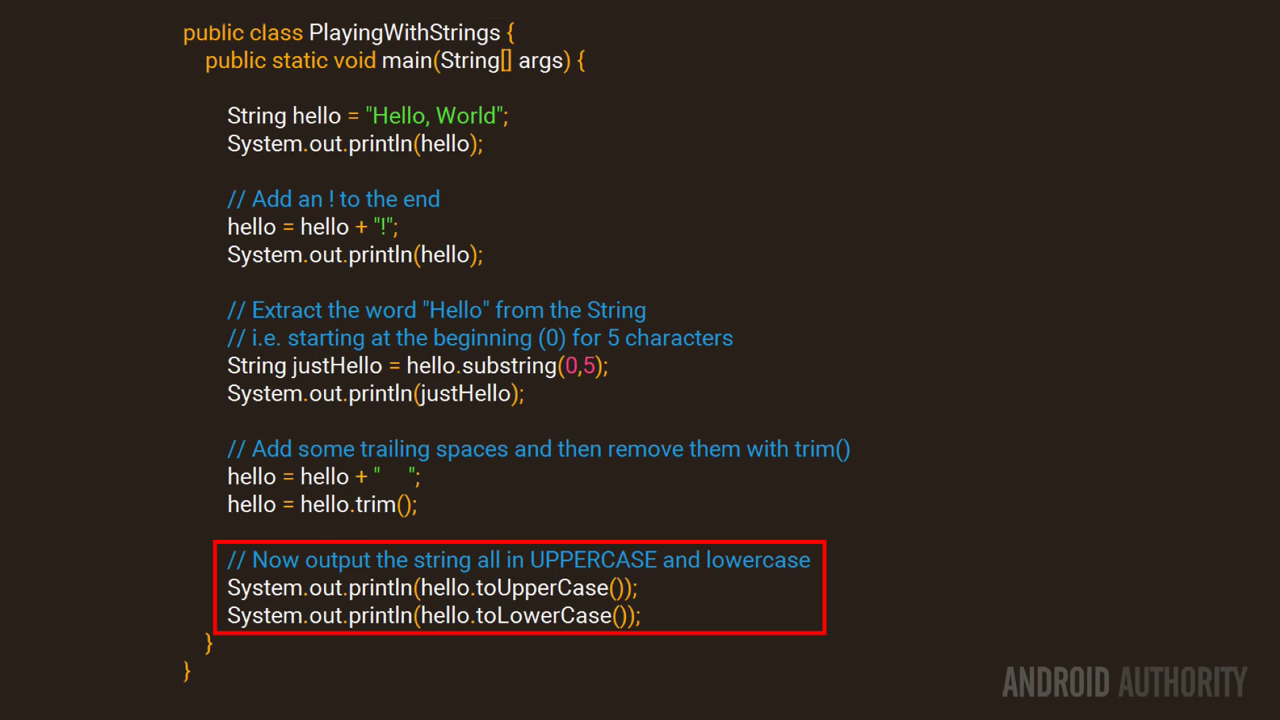 public class PlayingWithStrings {
public static void main(String[] args) {
String hello = "Hello, World";
System.out.println(hello);
// Add an ! to the end
hello = hello + "!";
System.out.println(hello);
// Extract the word "Hello" from the String
// i.e. starting at the beginning (0) for 5 characters
String justHello = hello.substring(0,5);
System.out.println(justHello);
// Add some trailing spaces and then remove them with trim()
hello = hello + "    ";
hello = hello.trim();
// Now output the string all in UPPERCASE and lowercase
System.out.println(hello.toUpperCase());
System.out.println(hello.toLowerCase());
}
}
ANDROID AUTHORITY